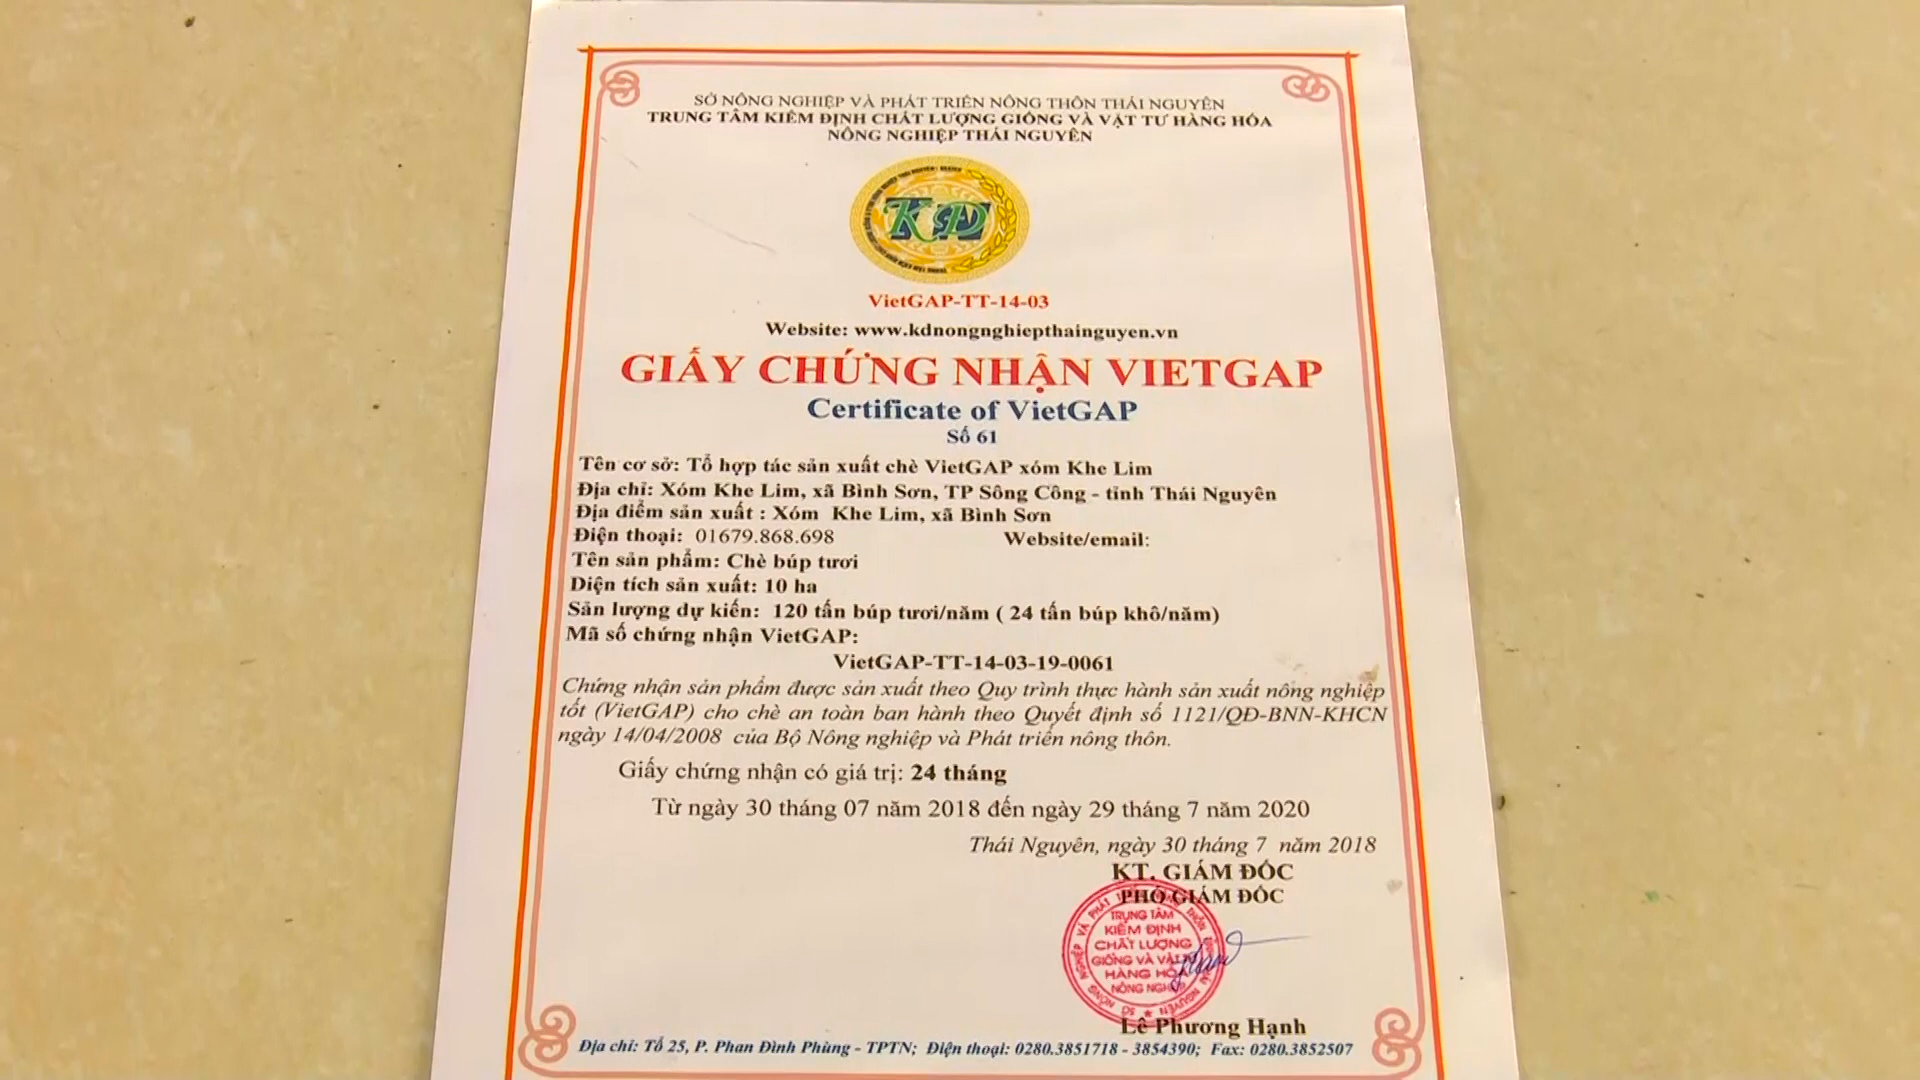 SỞ NÔNG NGHIỆP VÀ PHÁT TRIỂN NÔNG THÔN THÁI NGUYÊN
TRUNG TÂM KIỂM ĐỊNH CHẤT LƯỢNG GIỐNG VÀ VẬT TƯ HÀNG HÓA
NÔNG NGHIỆP THÁI NGUYÊN
KĐ
VietGAP-TT-14-03
Website: www.kdnongnghiepthainguyen.vn
GIẤY CHỨNG NHẬN VIETGAP
Certificate of VietGAP
Số 61
Tên cơ sở: Tổ hợp tác sản xuất chè VietGAP xóm Khe Lim
Địa chỉ: Xóm Khe Lim, xã Bình Sơn, TP Sông Công - tỉnh Thái Nguyên
Địa điểm sản xuất : Xóm Khe Lim, xã Bình Sơn
Điện thoại: 01679.868.698 Website/email:
Tên sản phẩm: Chè búp tươi
Diện tích sản xuất: 10 ha
Sản lượng dự kiến: 120 tấn búp tươi/năm ( 24 tấn búp khô/năm)
Mã số chứng nhận VietGAP:
VietGAP-TT-14-03-19-0061
Chứng nhận sản phẩm được sản xuất theo Quy trình thực hành sản xuất nông nghiệp
tốt (VietGAP) cho chè an toàn ban hành theo Quyết định số 1121/QĐ-BNN-KHCN
ngày 14/04/2008 của Bộ Nông nghiệp và Phát triển nông thôn.
Giấy chứng nhận có giá trị: 24 tháng
Từ ngày 30 tháng 07 năm 2018 đến ngày 29 tháng 7 năm 2020
Thái Nguyên, ngày 30 tháng 7 năm 2018
KT. GIÁM ĐỐC
PHÓ GIÁM ĐỐC
TRUNG TÂM
KIỂM ĐỊNH
CHẤT LƯỢNG
GIỐNG VÀ VẬT TƯ
HÀNG HÓA
NÔNG NGHIỆP
Lê Phương Hạnh
Địa chỉ: Tổ 25, P. Phan Đình Phùng - TPTN; Điện thoại: 0280.3851718 - 3854390; Fax: 0280.3852507